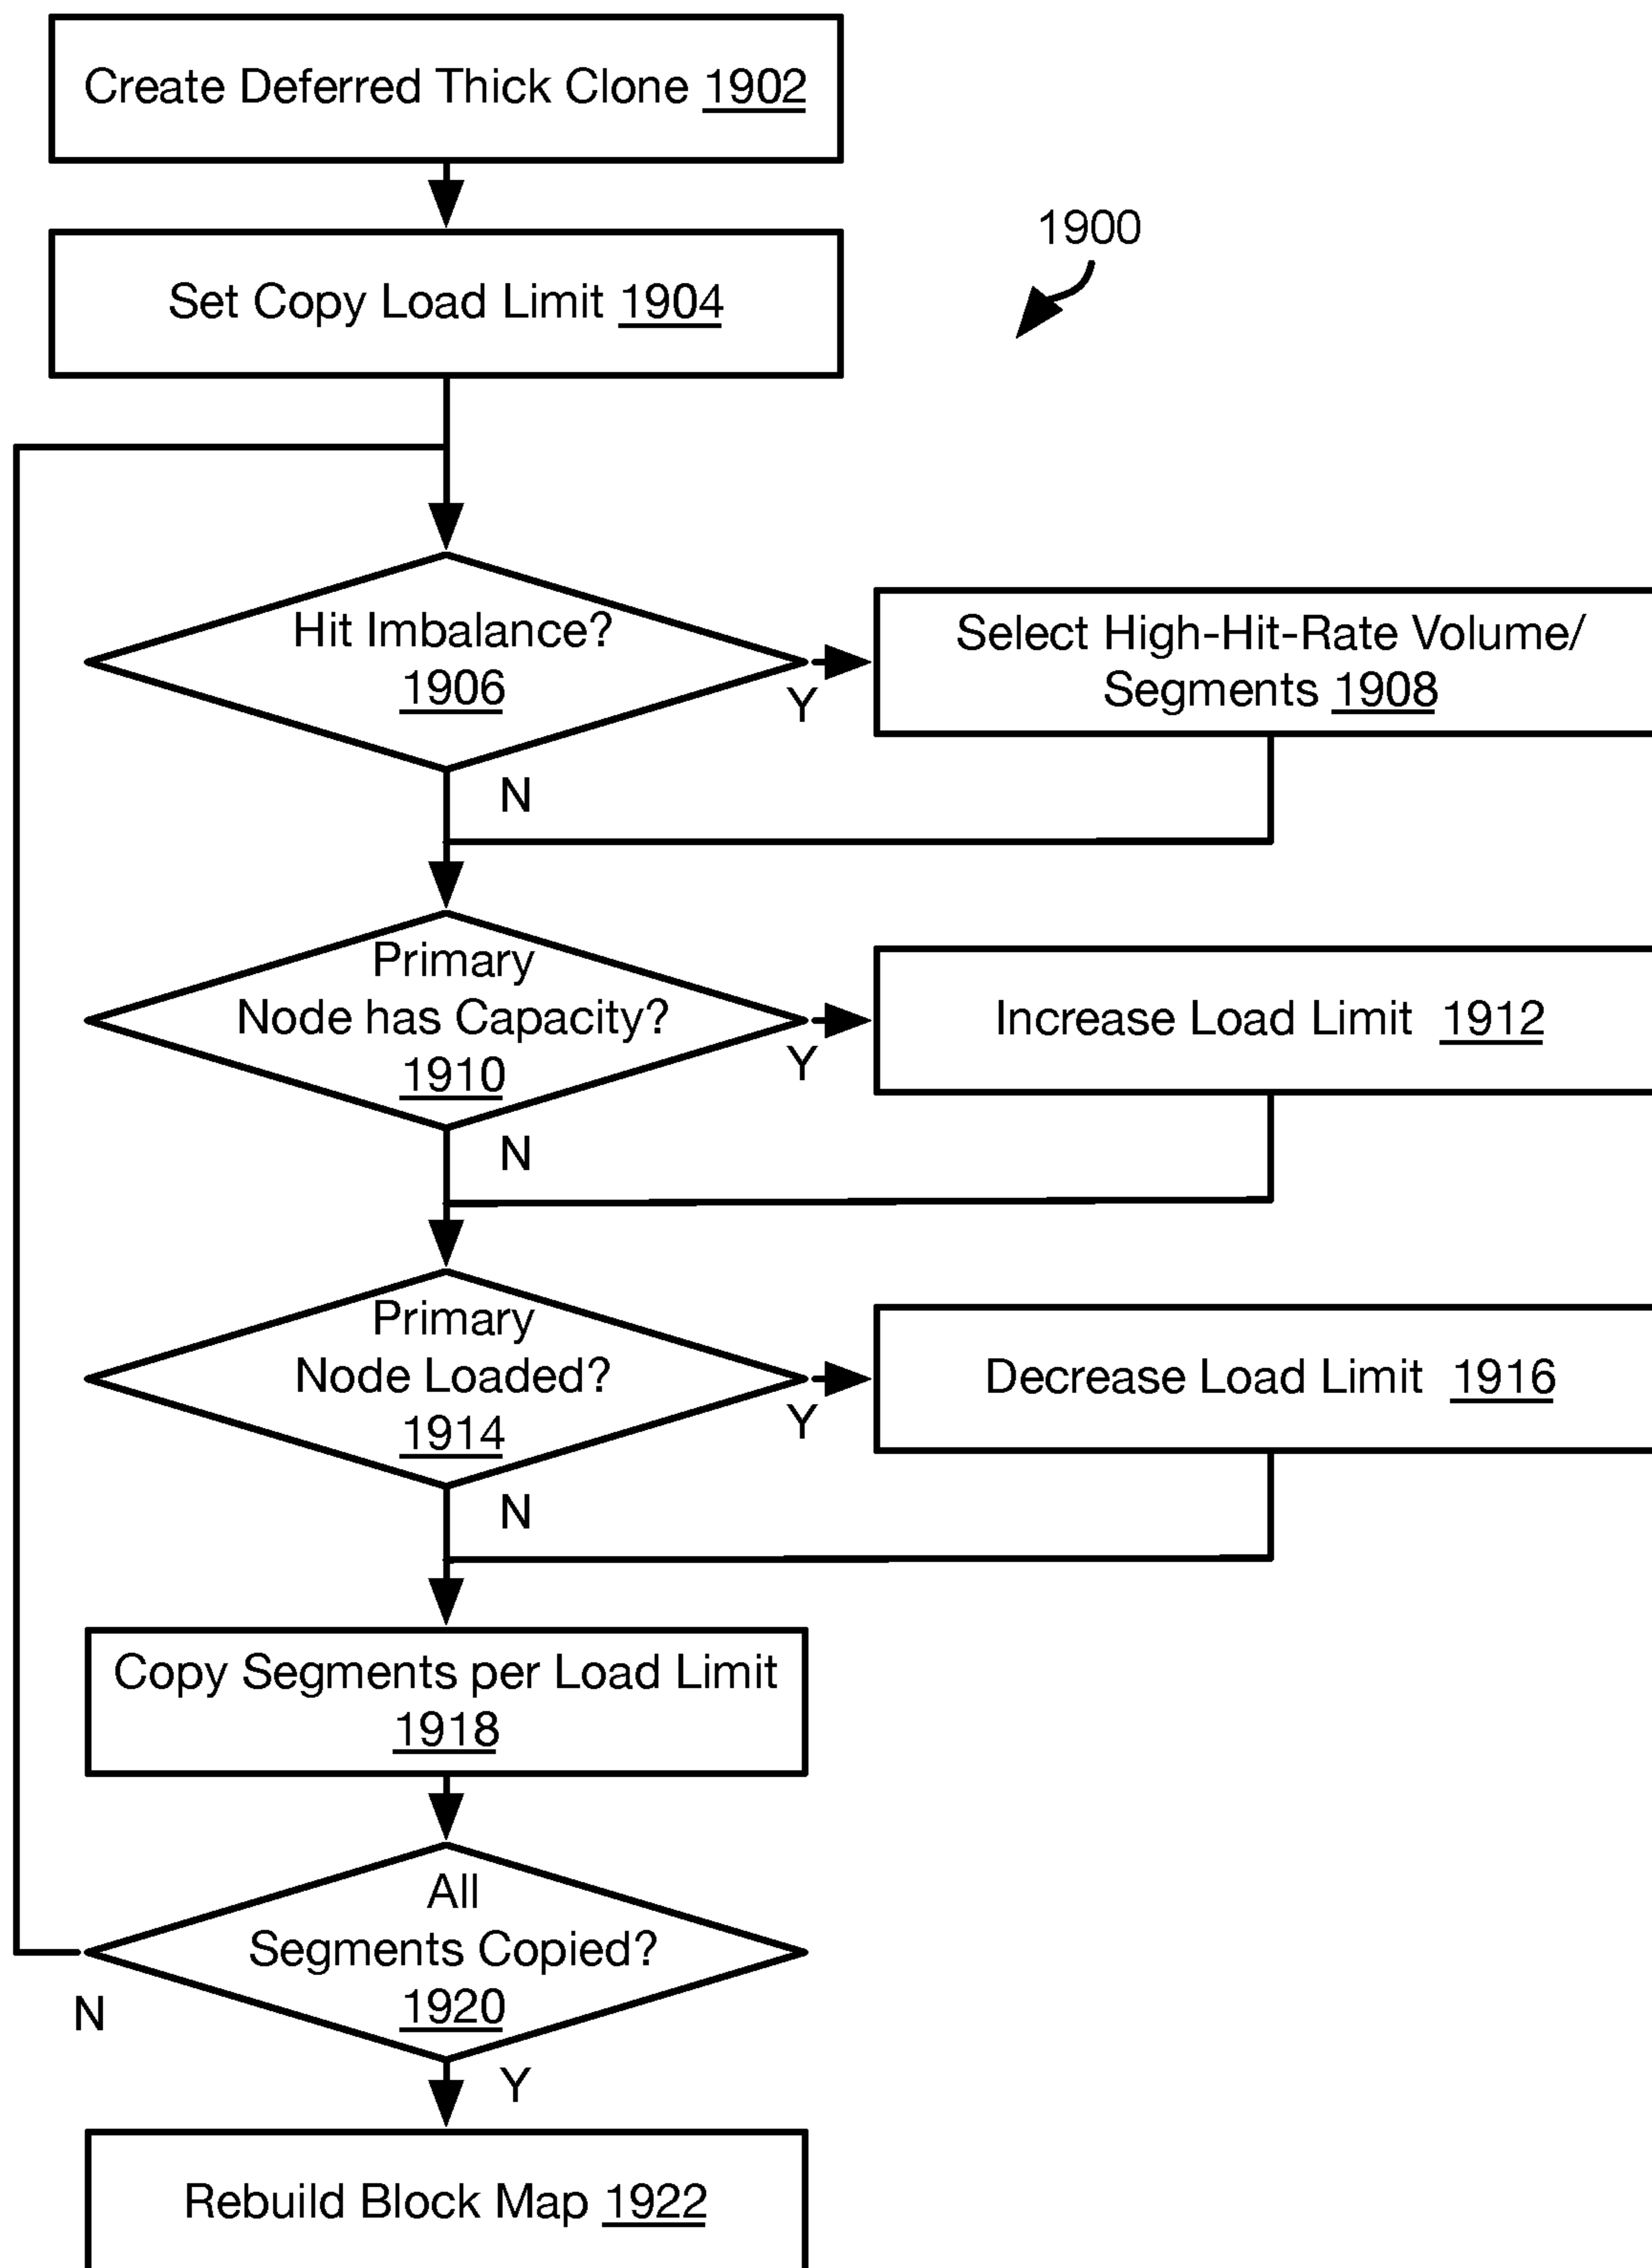 Create Deferred Thick Clone 1902
1900
Set Copy Load Limit 1904
Hit Imbalance?
1906
Y
N
Select High-Hit-Rate Volume/
Segments 1908
Primary
Node has Capacity?
1910
Y
N
Increase Load Limit 1912
Primary
Node Loaded?
1914
Y
N
Decrease Load Limit 1916
Copy Segments per Load Limit
1918
All
Segments Copied?
1920
N
Y
Rebuild Block Map 1922